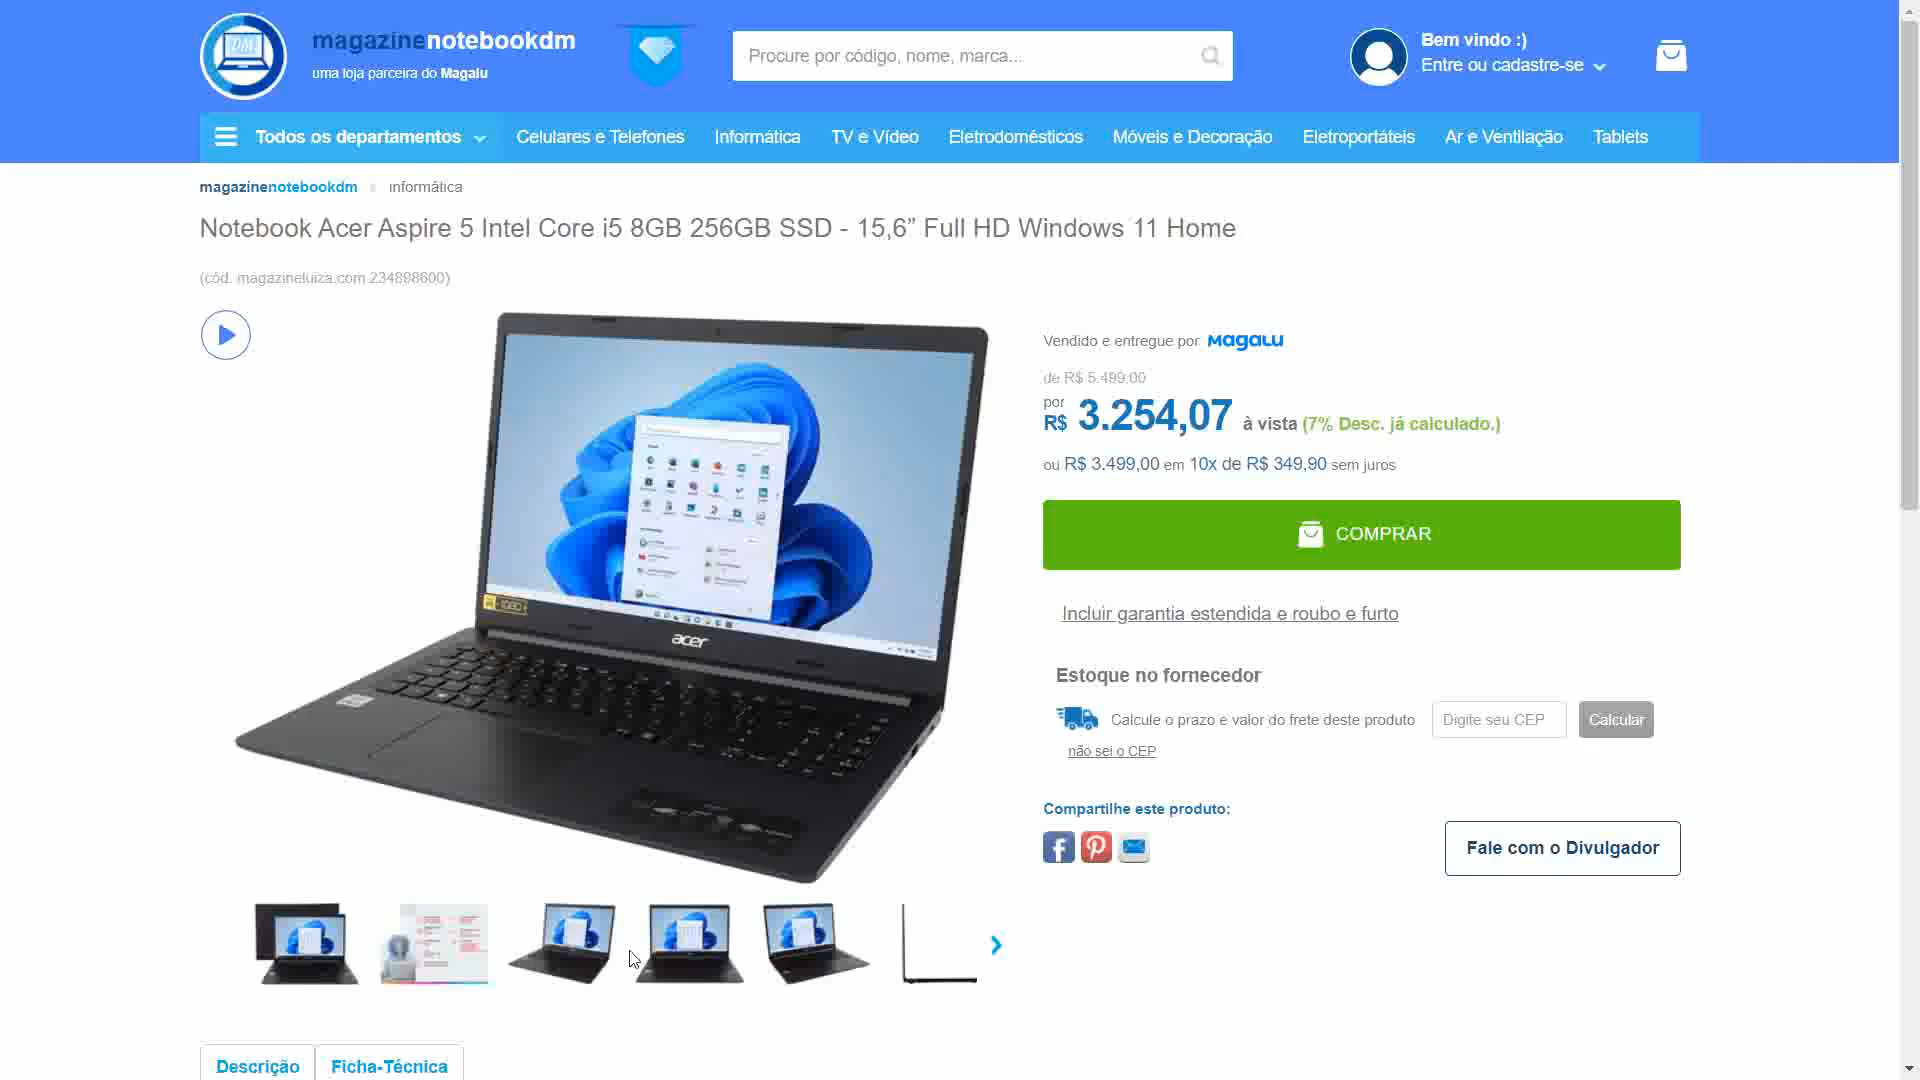 DM
magazinenotebookdm
uma loja parceira do Magalu
Procure por código, nome, marca...
Bem vindo :)
Entre ou cadastre-se
Todos os departamentos
Celulares e Telefones
Informática
TV e Vídeo
Eletrodomésticos
Móveis e Decoração
Eletroportáteis
Ar e Ventilação
Tablets
magazinenotebookdm
informática
Notebook Acer Aspire 5 Intel Core i5 8GB 256GB SSD - 15,6” Full HD Windows 11 Home
(cód. magazineluiza.com 234898600)
Vendido e entregue por Magalu
de R$ 5.499,00
por
R$ 3.254,07 à vista (7% Desc. já calculado.)
ou R$ 3.499,00 em 10x de R$ 349,90 sem juros
COMPRAR
Incluir garantia estendida e roubo e furto
1080
acer
Estoque no fornecedor
Calcule o prazo e valor do frete deste produto
Digite seu CEP
Calcular
não sei o CEP
Compartilhe este produto:
Fale com o Divulgador
Descrição
Ficha-Técnica